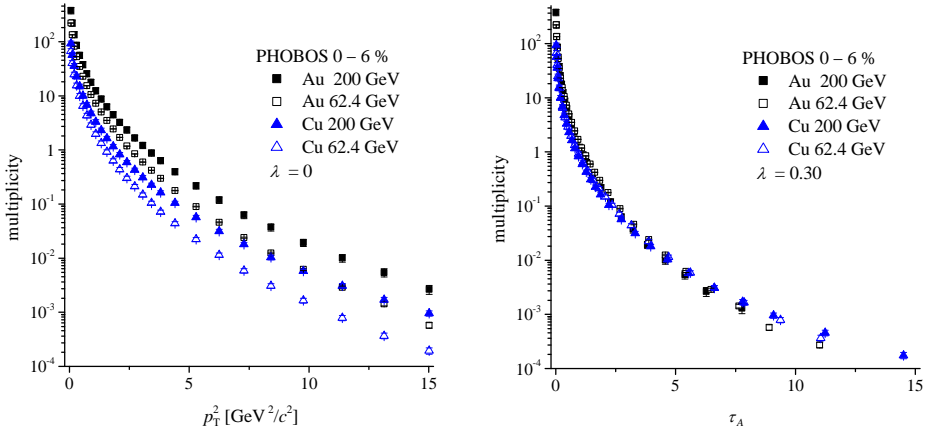 PHOBOS 0 – 6 %
Au 200 GeV
Au 62.4 GeV
Cu 200 GeV
Cu 62.4 GeV
λ = 0
multiplicity
10²
10¹
1
10⁻¹
10⁻²
10⁻³
10⁻⁴
0 5 10 15
p_T² [GeV²/c²]
PHOBOS 0 – 6 %
Au 200 GeV
Au 62.4 GeV
Cu 200 GeV
Cu 62.4 GeV
λ = 0.30
multiplicity
10²
10¹
1
10⁻¹
10⁻²
10⁻³
10⁻⁴
0 5 10 15
τ_A